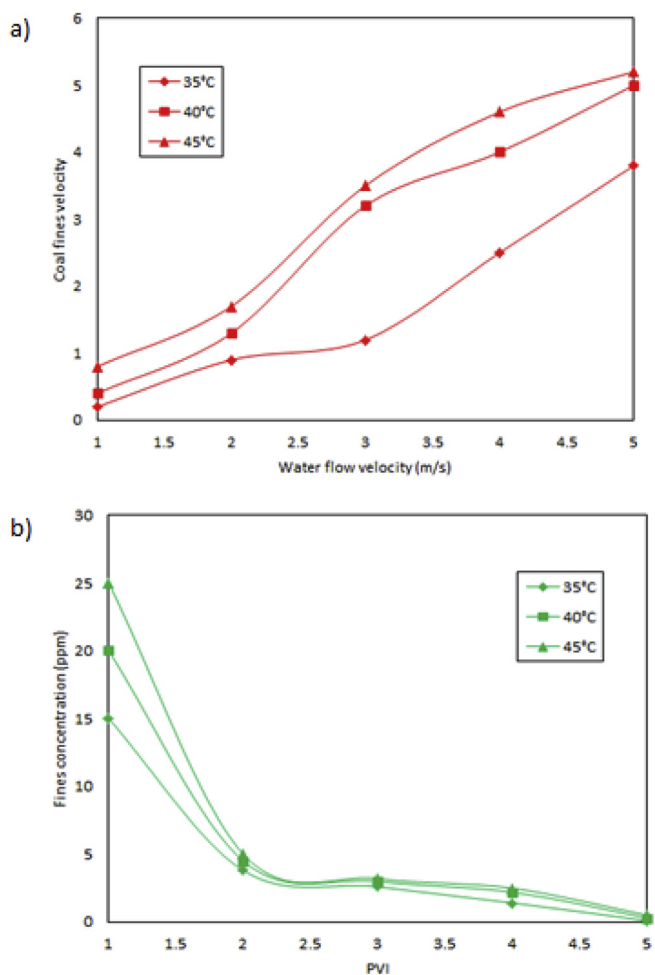 a)
6
5
4
3
2
1
0
Coal fines velocity
35°C
40°C
45°C
1 1.5 2 2.5 3 3.5 4 4.5 5
Water flow velocity (m/s)
b)
30
25
20
15
10
5
0
Fines concentration (ppm)
35°C
40°C
45°C
1 1.5 2 2.5 3 3.5 4 4.5 5
PVI